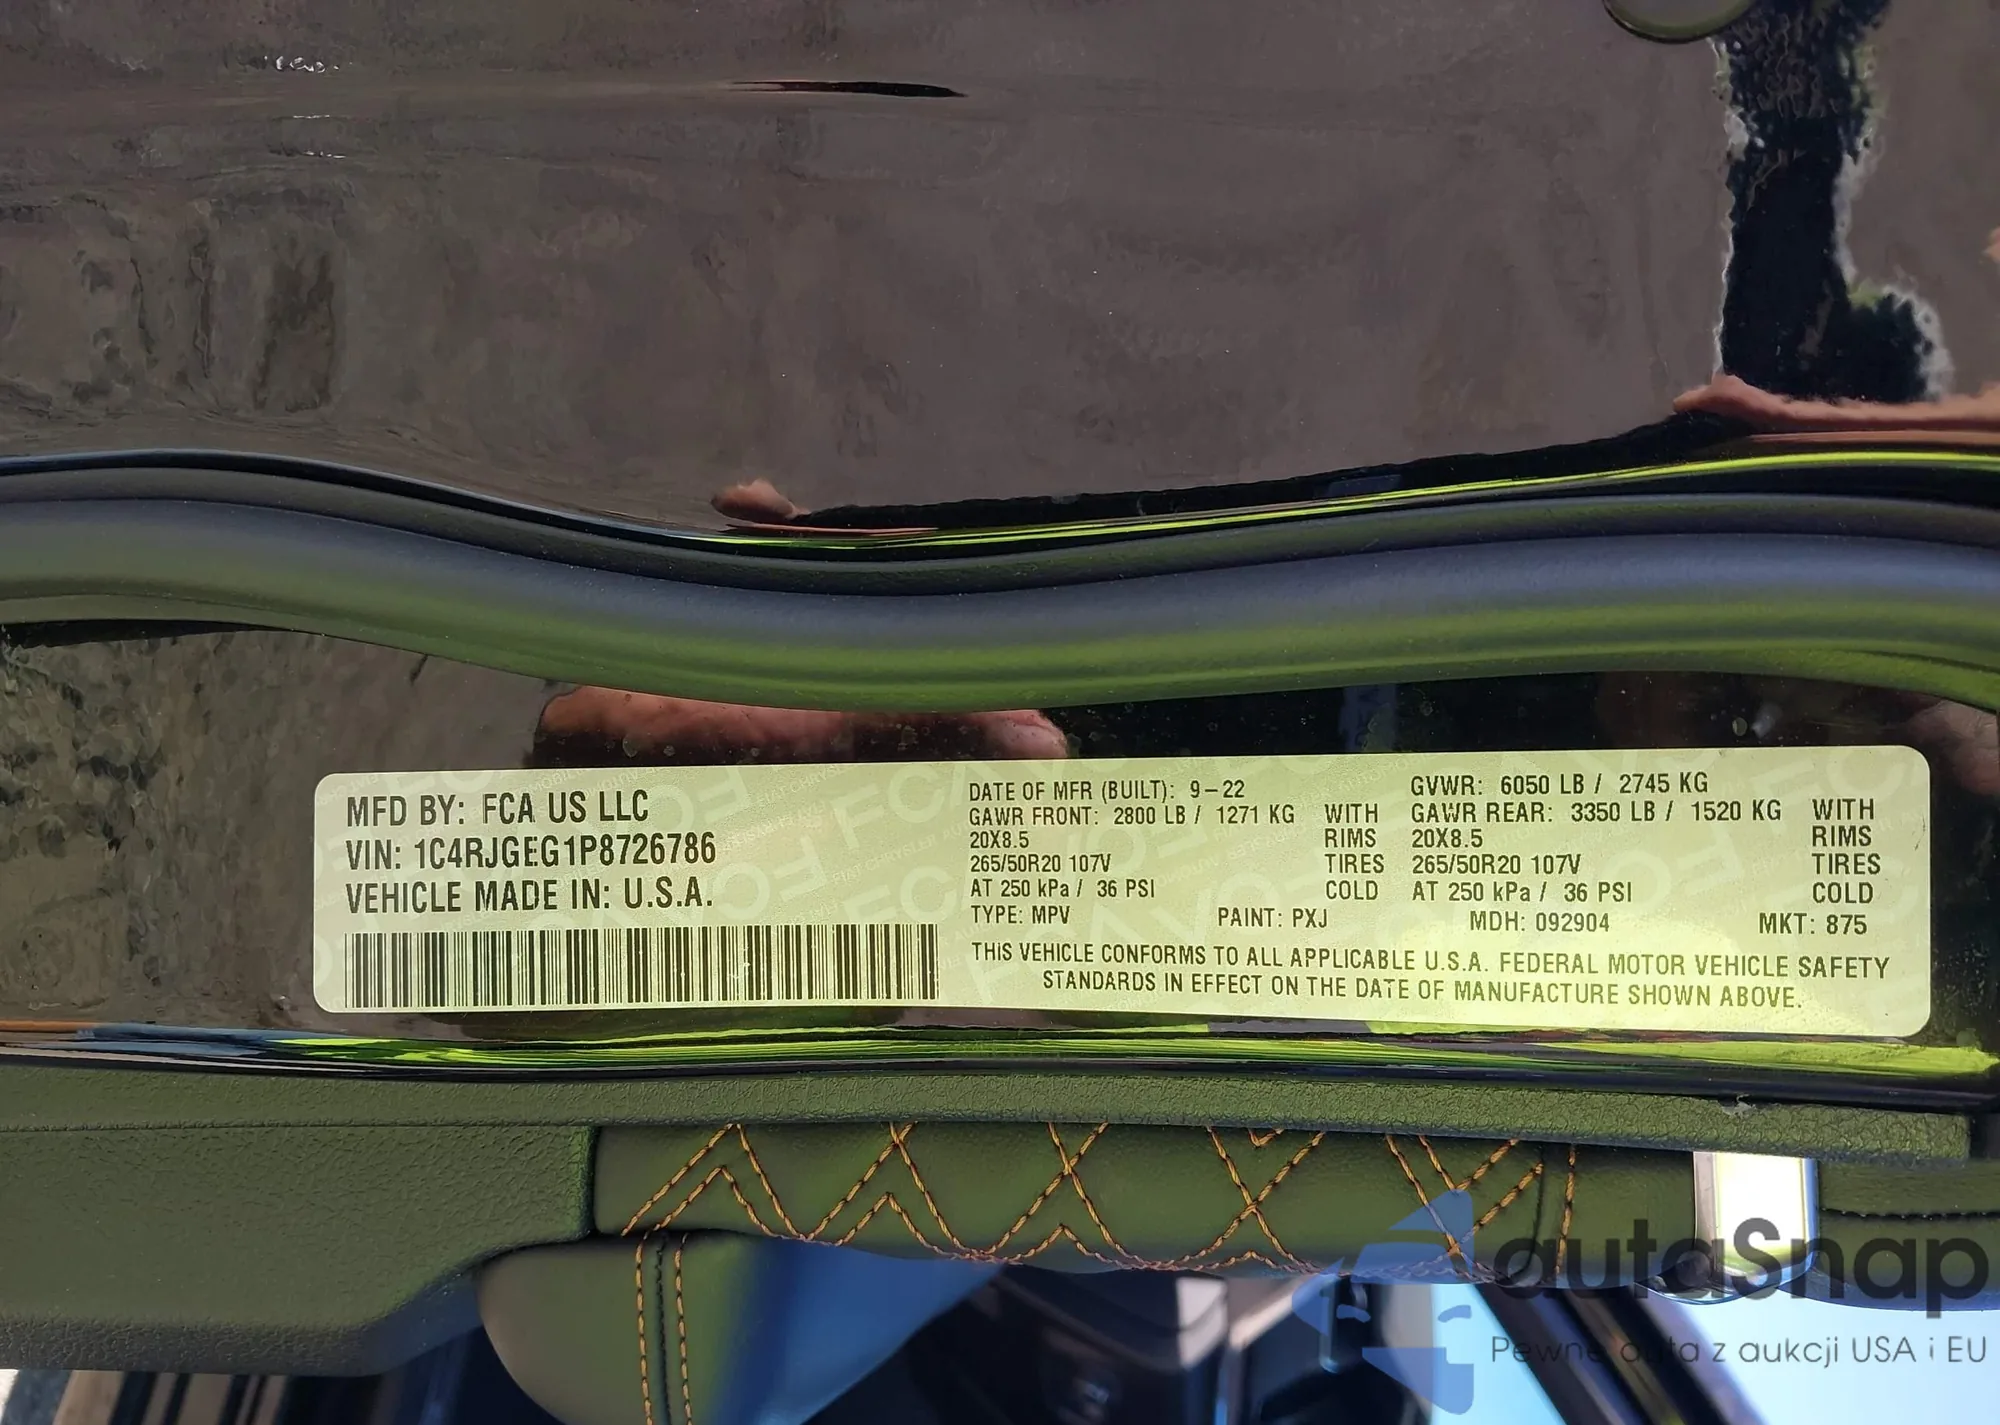 MFD BY: FCA US LLC
VIN: 1C4RJGEG1P8726786
VEHICLE MADE IN: U.S.A.
DATE OF MFR (BUILT): 9-22 GVWR: 6050 LB / 2745 KG
GAWR FRONT: 2800 LB / 1271 KG WITH GAWR REAR: 3350 LB / 1520 KG WITH
20X8.5 RIMS 20X8.5 RIMS
265/50R20 107V TIRES 265/50R20 107V TIRES
AT 250 kPa / 36 PSI COLD AT 250 kPa / 36 PSI COLD
TYPE: MPV PAINT: PXJ MDH: 092904 MKT: 875
THIS VEHICLE CONFORMS TO ALL APPLICABLE U.S.A. FEDERAL MOTOR VEHICLE SAFETY
STANDARDS IN EFFECT ON THE DATE OF MANUFACTURE SHOWN ABOVE.
autaSnap
Pewne auta z aukcji USA i EU